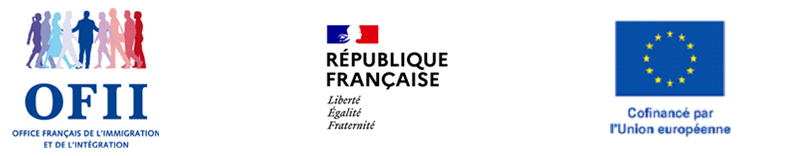 OFII
OFFICE FRANÇAIS DE L'IMMIGRATION
ET DE L'INTÉGRATION
RÉPUBLIQUE
FRANÇAISE
Liberté
Égalité
Fraternité
Cofinancé par
l'Union européenne